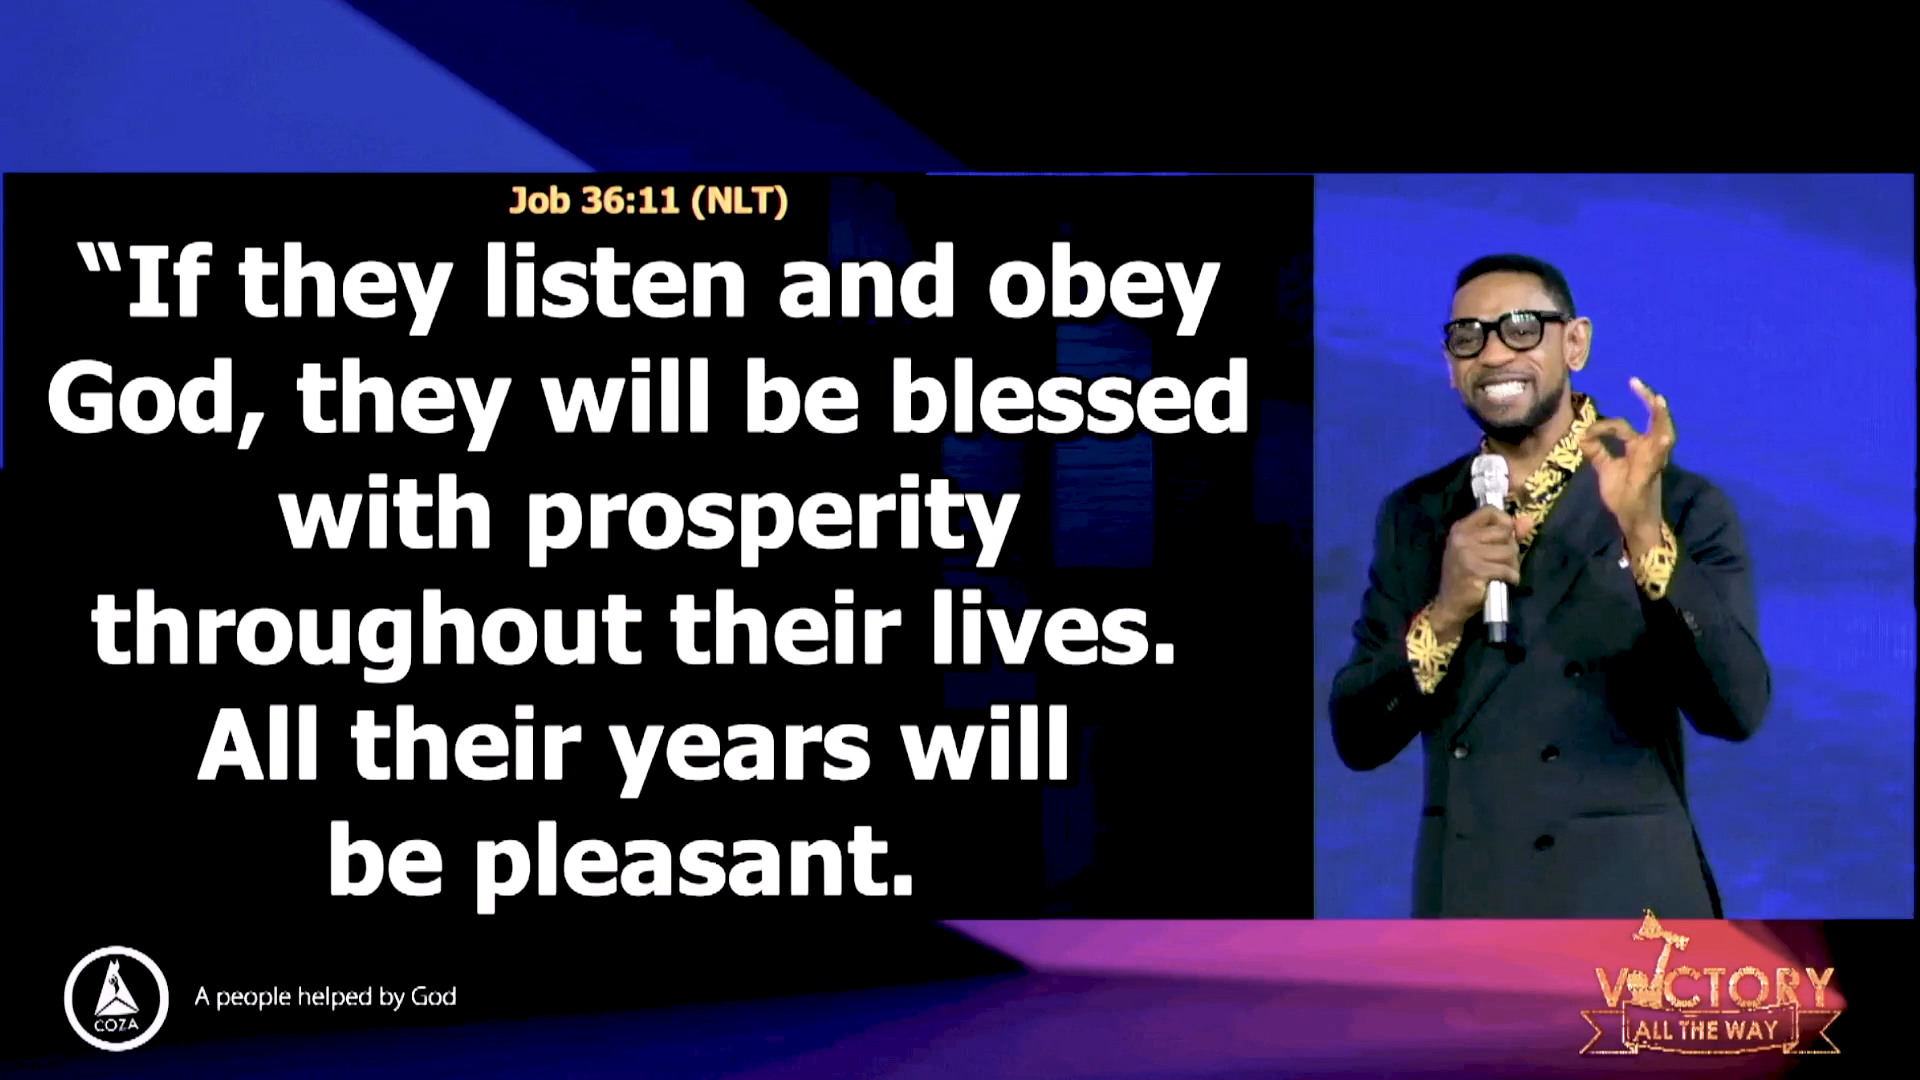 Job 36:11 (NLT)
“If they listen and obey
God, they will be blessed
with prosperity
throughout their lives.
All their years will
be pleasant.
COZA
A people helped by God
VICTORY
ALL THE WAY